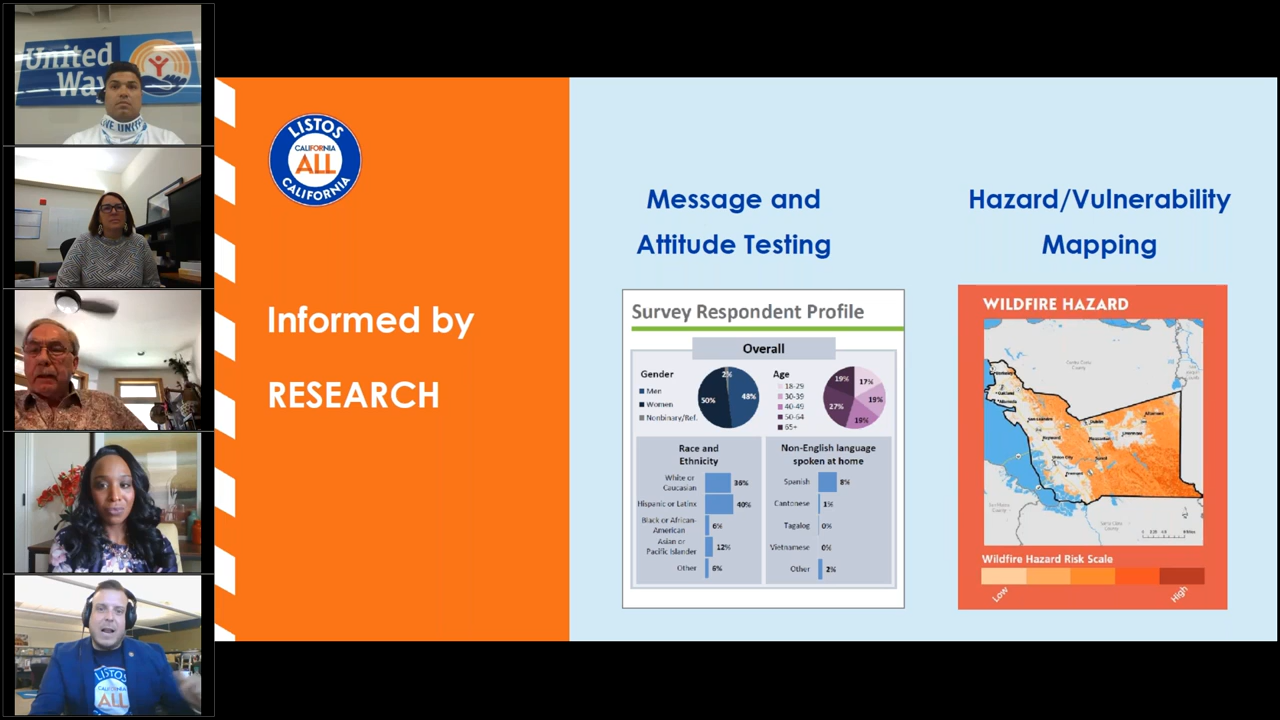 United
Way
LIVE UNITED
LISTOS
CALIFORNIA
ALL
CALIFORNIA
Informed by
RESEARCH
Message and
Attitude Testing
Survey Respondent Profile
Overall
Gender
Men
Women
Nonbinary/Ref.
2%
50%
48%
Age
18-29
30-39
40-49
50-64
65+
19%
17%
27%
19%
19%
Race and
Ethnicity
White or
Caucasian
36%
Hispanic or Latinx
40%
Black or African-
American
6%
Asian or
Pacific Islander
12%
Other
6%
Non-English language
spoken at home
Spanish
8%
Cantonese
1%
Tagalog
0%
Vietnamese
0%
Other
2%
Hazard/Vulnerability
Mapping
WILDFIRE HAZARD
Wildfire Hazard Risk Scale
Low
High
LISTOS
CALIFORNIA
ALL